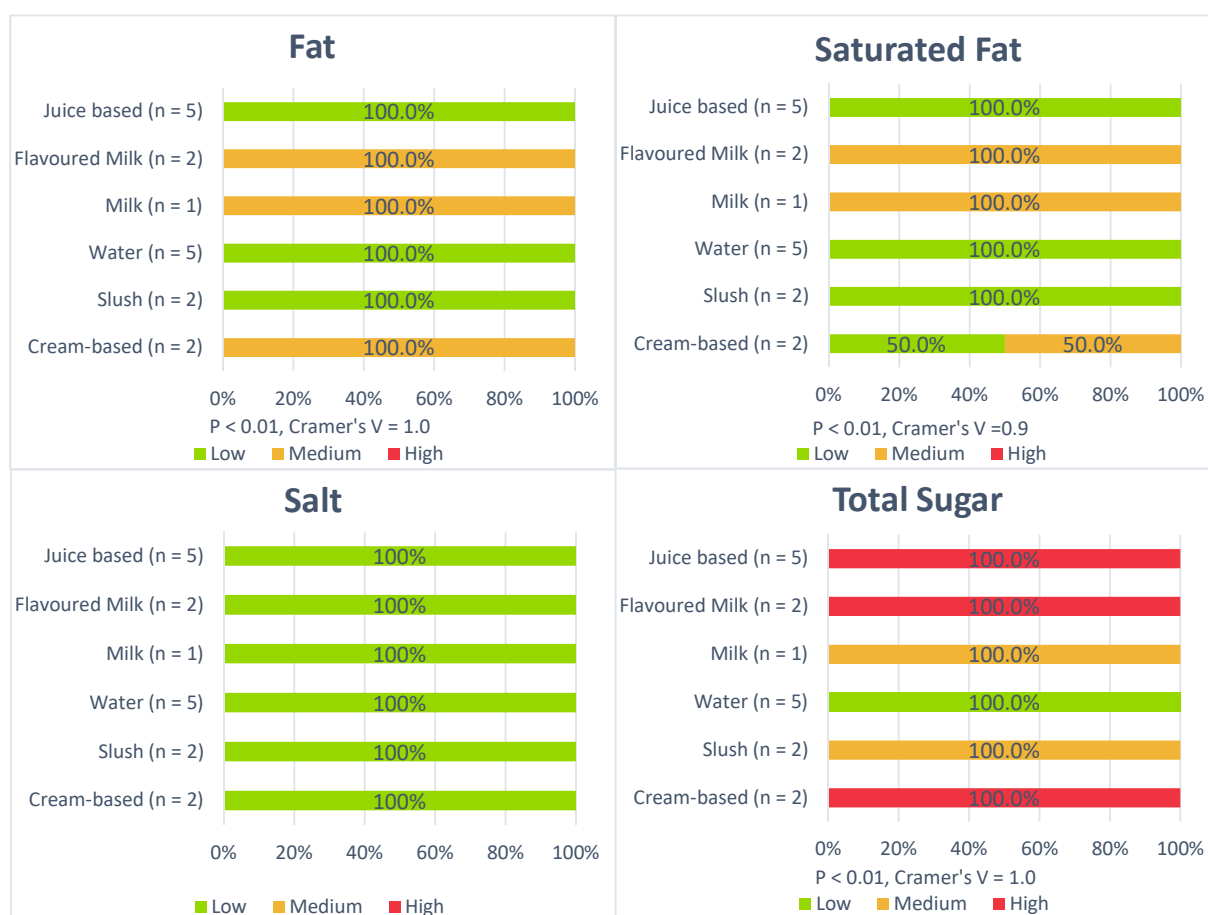 Fat
Juice based (n = 5)
100.0%
Flavoured Milk (n = 2)
100.0%
Milk (n = 1)
100.0%
Water (n = 5)
100.0%
Slush (n = 2)
100.0%
Cream-based (n = 2)
100.0%
0% 20% 40% 60% 80% 100%
P < 0.01, Cramer's V = 1.0
Low Medium High
Saturated Fat
Juice based (n = 5)
100.0%
Flavoured Milk (n = 2)
100.0%
Milk (n = 1)
100.0%
Water (n = 5)
100.0%
Slush (n = 2)
100.0%
Cream-based (n = 2)
50.0% 50.0%
0% 20% 40% 60% 80% 100%
P < 0.01, Cramer's V =0.9
Low Medium High
Salt
Juice based (n = 5)
100%
Flavoured Milk (n = 2)
100%
Milk (n = 1)
100%
Water (n = 5)
100%
Slush (n = 2)
100%
Cream-based (n = 2)
100%
0% 20% 40% 60% 80% 100%
Low Medium High
Total Sugar
Juice based (n = 5)
100.0%
Flavoured Milk (n = 2)
100.0%
Milk (n = 1)
100.0%
Water (n = 5)
100.0%
Slush (n = 2)
100.0%
Cream-based (n = 2)
100.0%
0% 20% 40% 60% 80% 100%
P < 0.01, Cramer's V = 1.0
Low Medium High